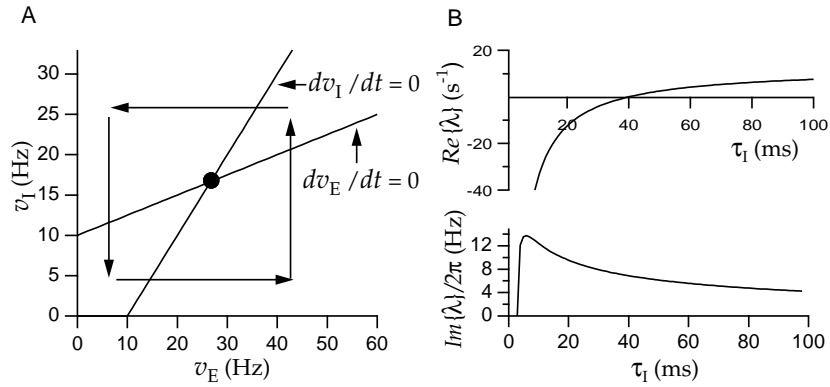 A
30
25
20
15
10
5
0
v_I (Hz)
0 10 20 30 40 50 60
v_E (Hz)
dv_I /dt = 0
dv_E /dt = 0
B
20
-20
-40
Re{λ} (s⁻¹)
20 40 60 80 100
τ_I (ms)
12
8
4
0
Im{λ}/2π (Hz)
0 20 40 60 80 100
τ_I (ms)